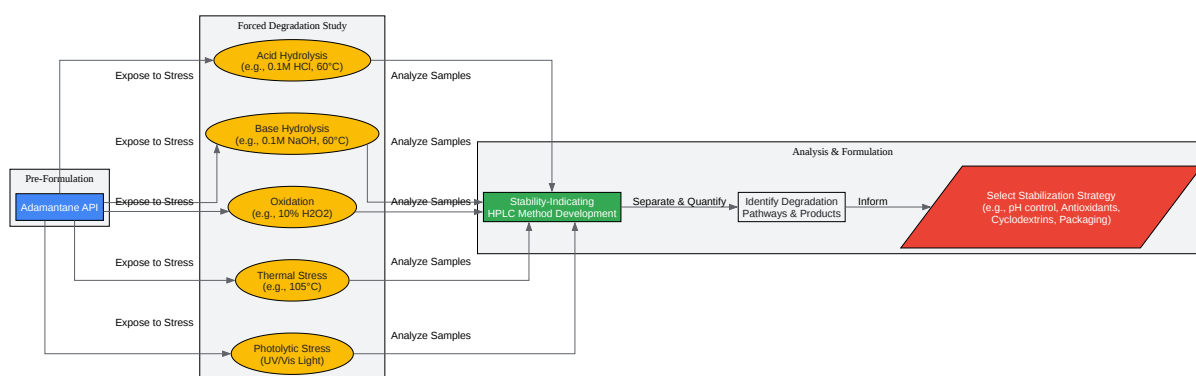 Forced Degradation Study
Acid Hydrolysis
(e.g., 0.1M HCl, 60°C)
Expose to Stress
Analyze Samples
Base Hydrolysis
(e.g., 0.1M NaOH, 60°C)
Expose to Stress
Analyze Samples
Analysis & Formulation
Pre-Formulation
Adamantane API
Expose to Stress
Oxidation
(e.g., 10% H2O2)
Analyze Samples
Stability-Indicating
HPLC Method Development
Separate & Quantify
Identify Degradation
Pathways & Products
Inform
Select Stabilization Strategy
(e.g., pH control, Antioxidants,
Cyclodextrins, Packaging)
Expose to Stress
Thermal Stress
(e.g., 105°C)
Analyze Samples
Expose to Stress
Photolytic Stress
(UV/Vis Light)
Analyze Samples